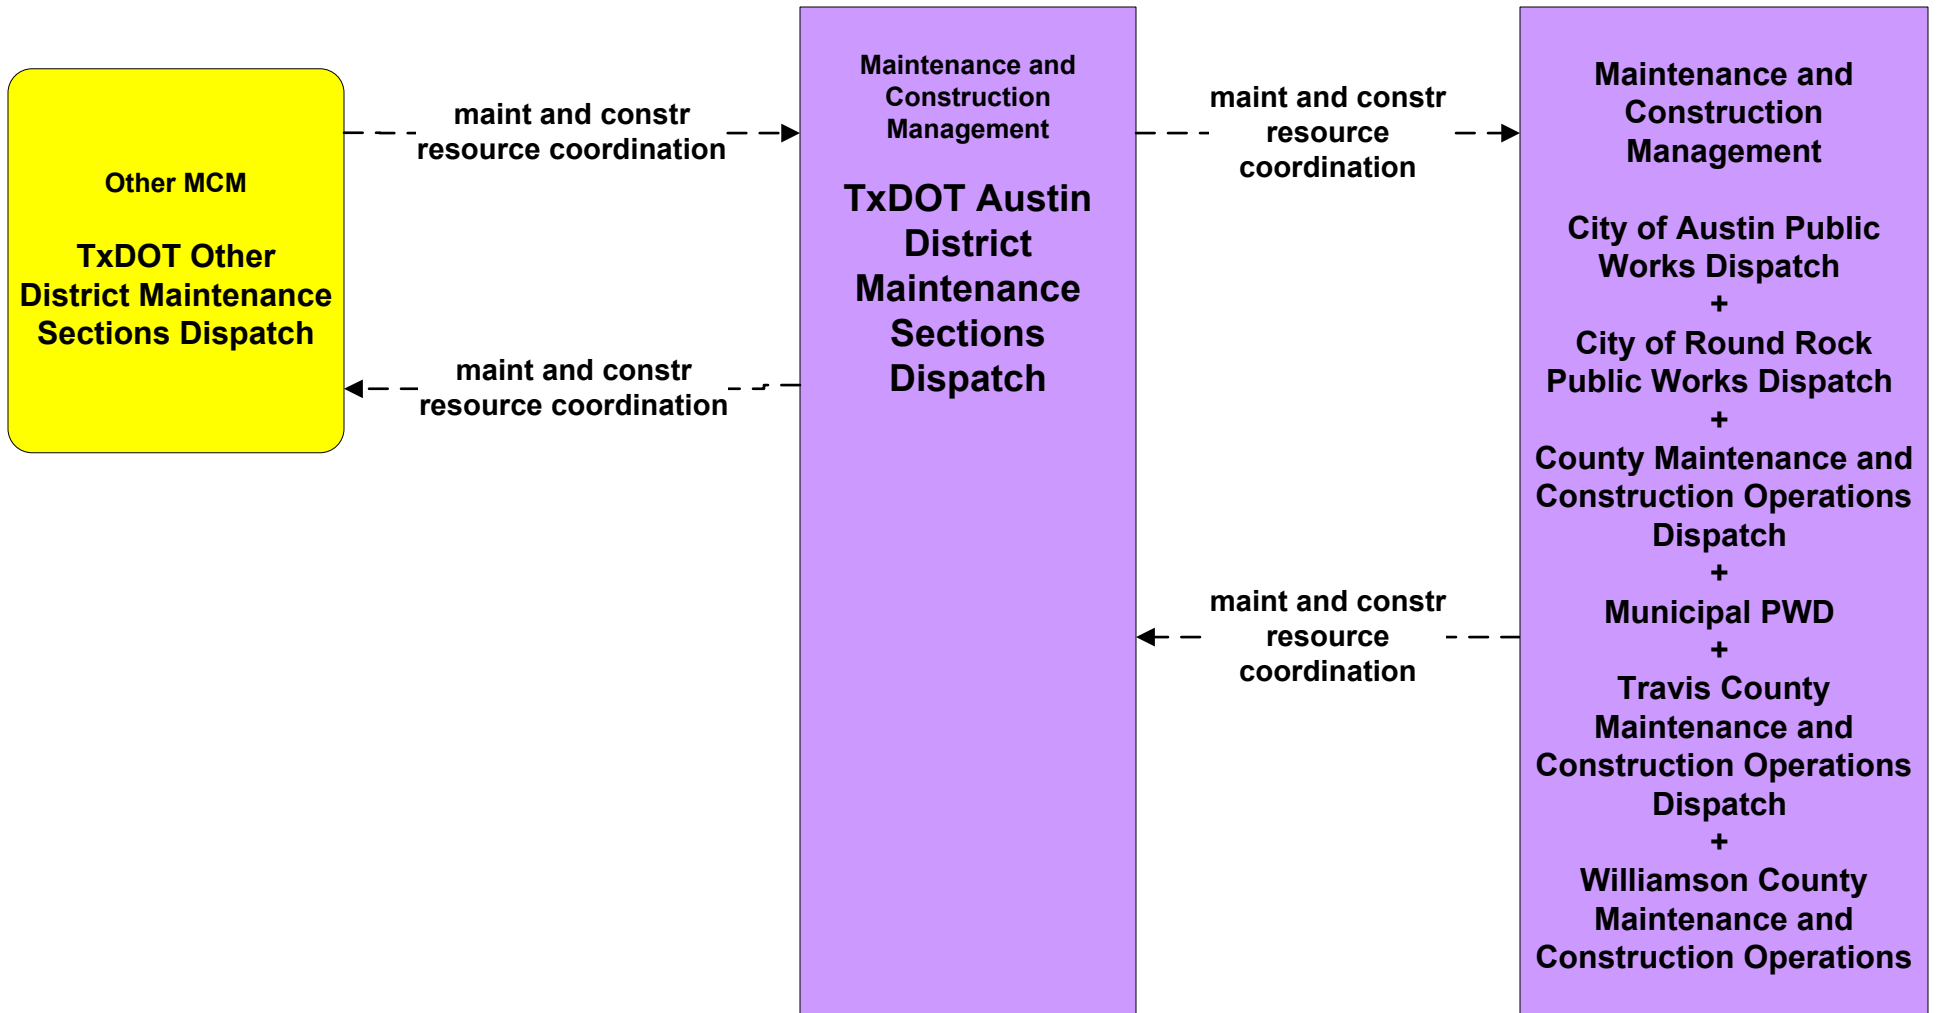 Other MCM
TxDOT Other
District Maintenance
Sections Dispatch
maint and constr
resource coordination
maint and constr
resource coordination
Maintenance and
Construction
Management
TxDOT Austin
District
Maintenance
Sections
Dispatch
maint and constr
resource
coordination
maint and constr
resource
coordination
Maintenance and
Construction
Management
City of Austin Public
Works Dispatch
+
City of Round Rock
Public Works Dispatch
+
County Maintenance and
Construction Operations
Dispatch
+
Municipal PWD
+
Travis County
Maintenance and
Construction Operations
Dispatch
+
Williamson County
Maintenance and
Construction Operations